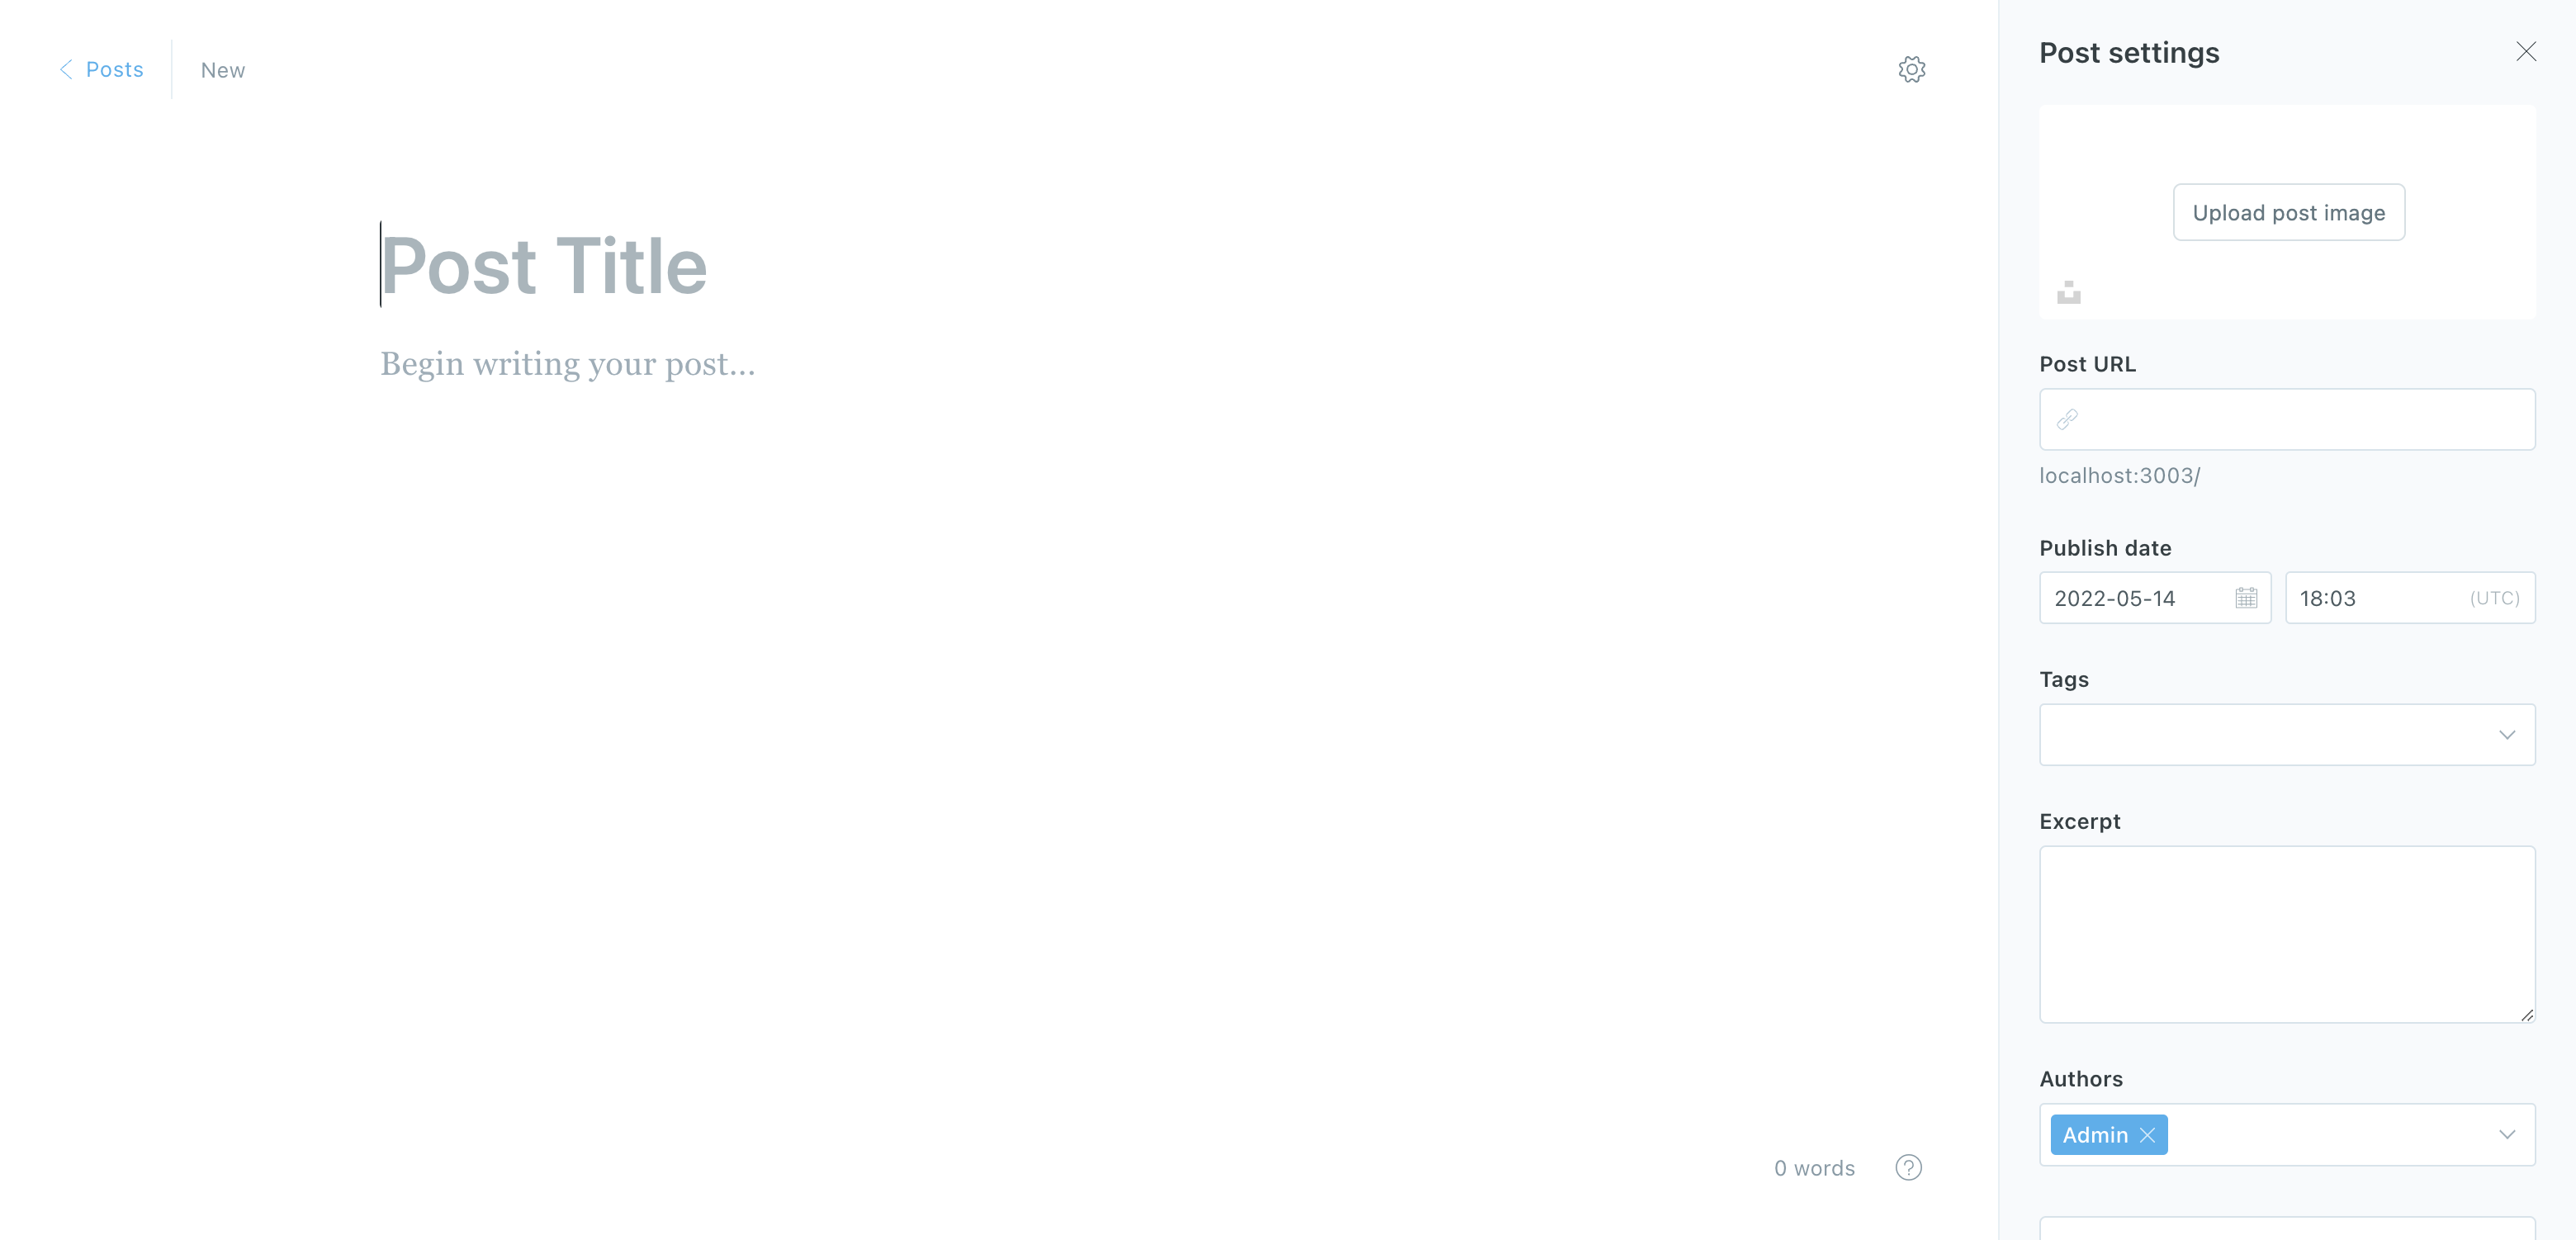 Posts
New
Post Title
Begin writing your post...
0 words
?
Post settings
Upload post image
Post URL
localhost:3003/
Publish date
2022-05-14
18:03 (UTC)
Tags
Excerpt
Authors
Admin